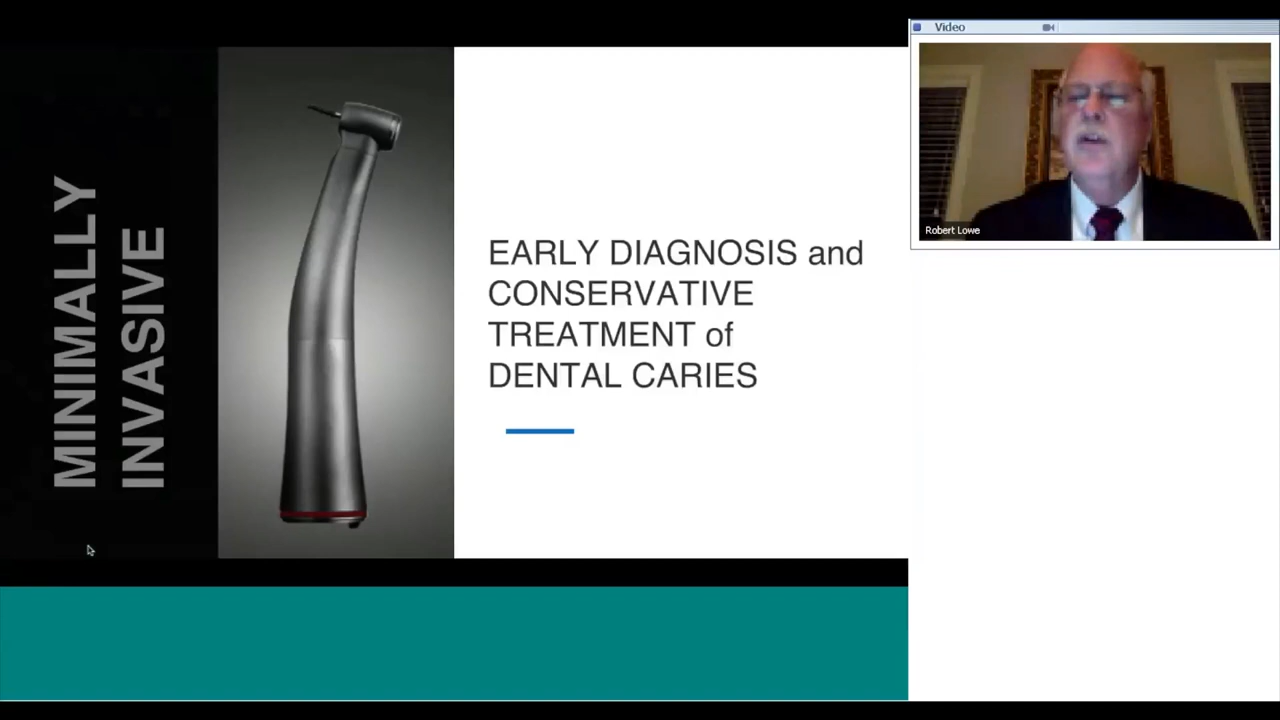 MINIMALLY
INVASIVE
EARLY DIAGNOSIS and
CONSERVATIVE
TREATMENT of
DENTAL CARIES
Video
Robert Lowe